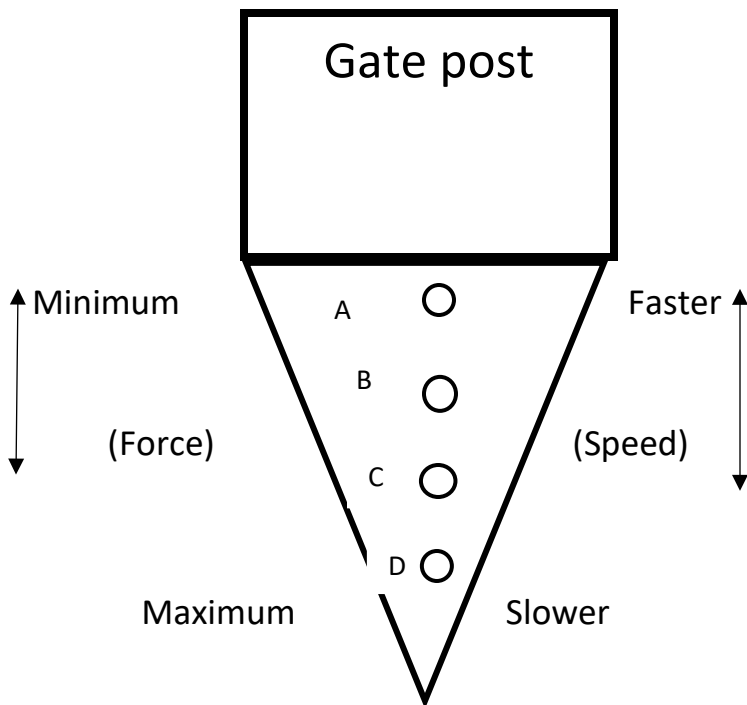 Gate post
Minimum
A
Faster
B
(Force)
(Speed)
C
D
Maximum
Slower